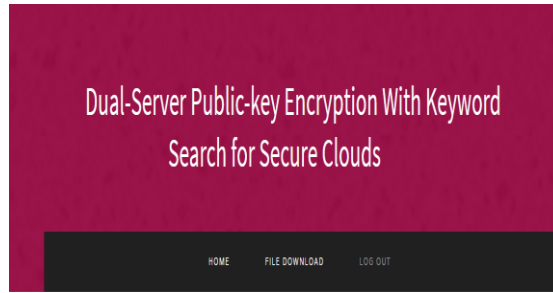 Dual-Server Public-key Encryption With Keyword
Search for Secure Clouds
HOME FILE DOWNLOAD LOG OUT